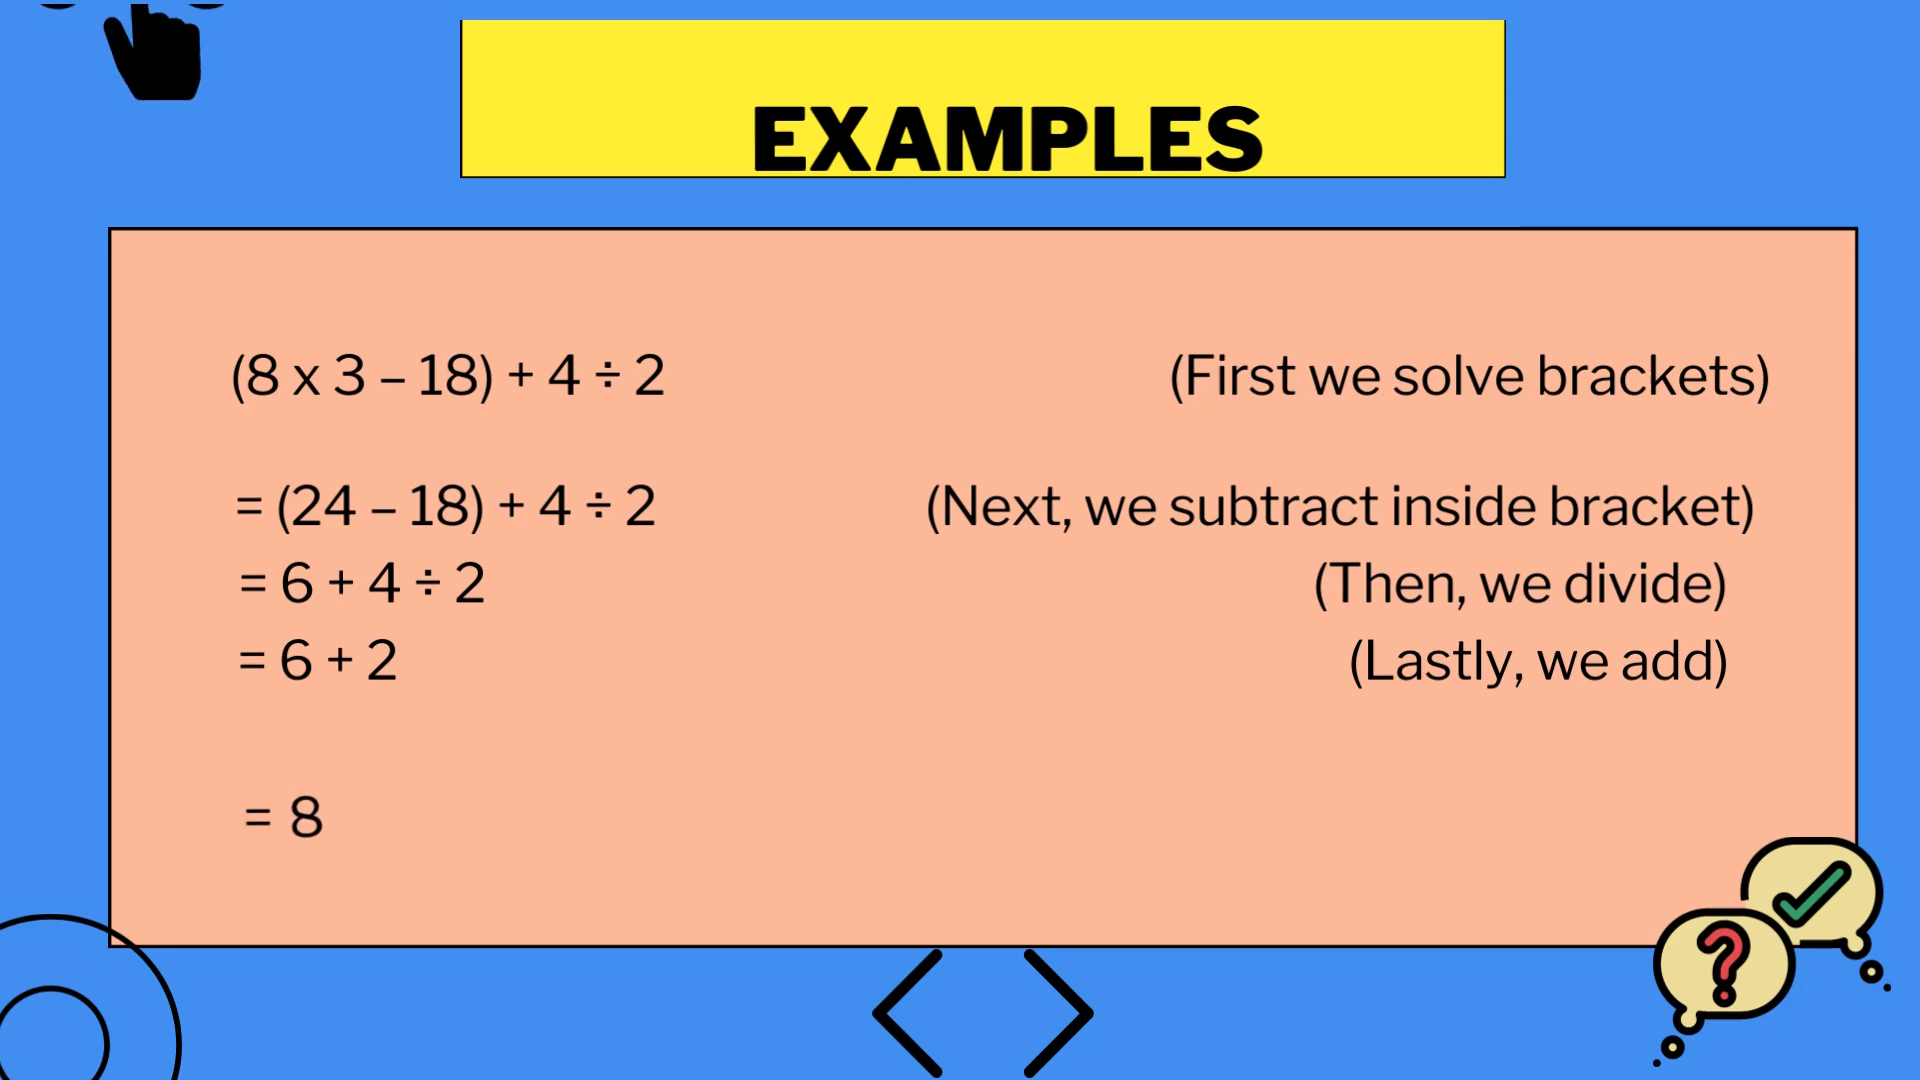 EXAMPLES
(8 x 3 – 18) + 4 ÷ 2 (First we solve brackets)
= (24 – 18) + 4 ÷ 2 (Next, we subtract inside bracket)
= 6 + 4 ÷ 2 (Then, we divide)
= 6 + 2 (Lastly, we add)
= 8
?